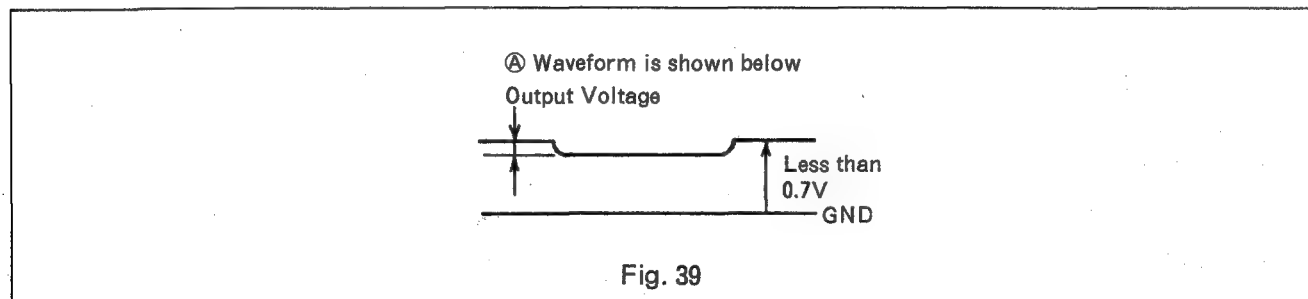 Ⓐ Waveform is shown below
Output Voltage
Less than
0.7V
GND
Fig. 39